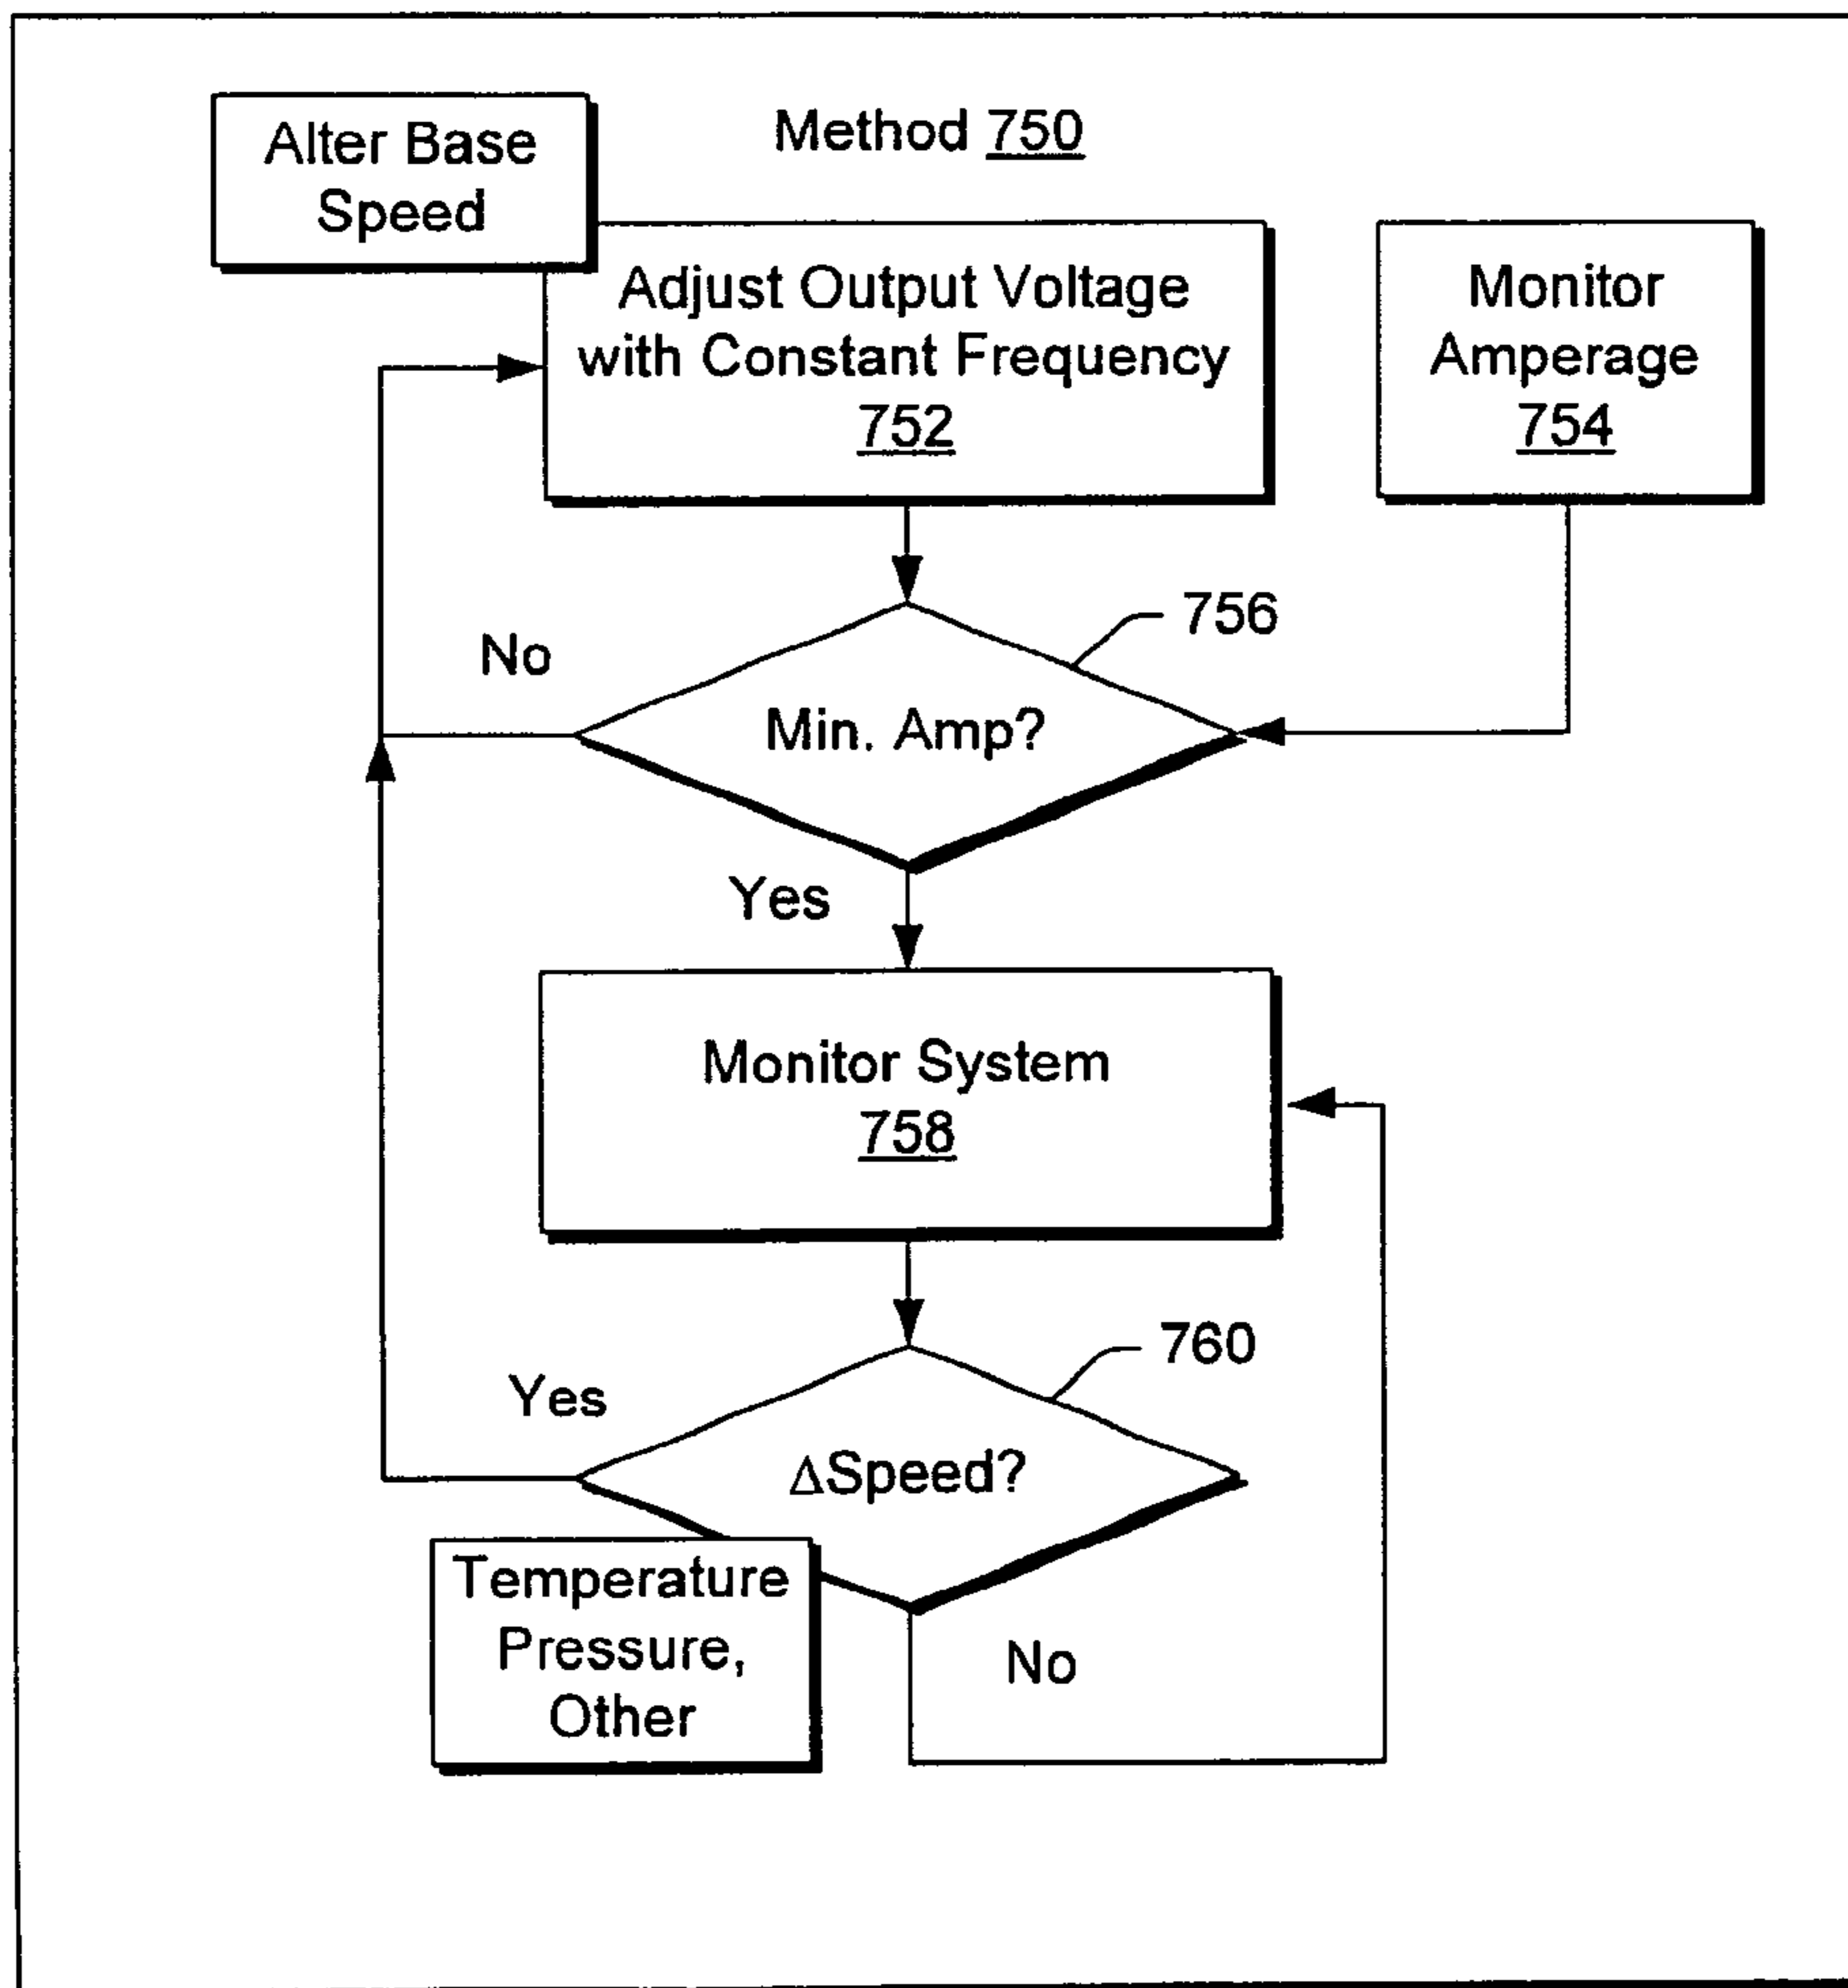 Method 750
Alter Base
Speed
Adjust Output Voltage
with Constant Frequency
752
Monitor
Amperage
754
756
No
Min. Amp?
Yes
Monitor System
758
760
Yes
ΔSpeed?
Temperature
Pressure,
Other
No